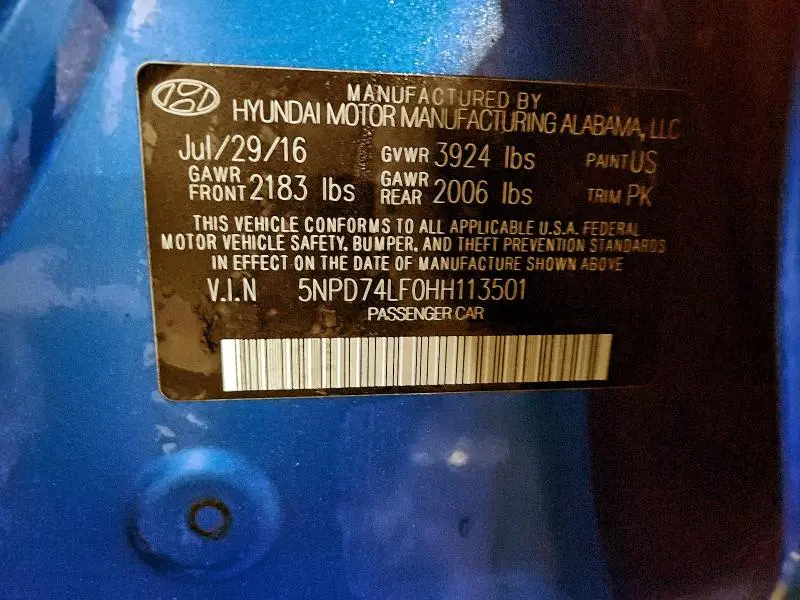 MANUFACTURED BY
HYUNDAI MOTOR MANUFACTURING ALABAMA, LLC
Jul/29/16 GVWR 3924 lbs PAINT US
GAWR FRONT 2183 lbs GAWR REAR 2006 lbs TRIM PK
THIS VEHICLE CONFORMS TO ALL APPLICABLE U.S.A. FEDERAL
MOTOR VEHICLE SAFETY, BUMPER, AND THEFT PREVENTION STANDARDS
IN EFFECT ON THE DATE OF MANUFACTURE SHOWN ABOVE
V.I.N 5NPD74LF0HH113501
PASSENGER CAR